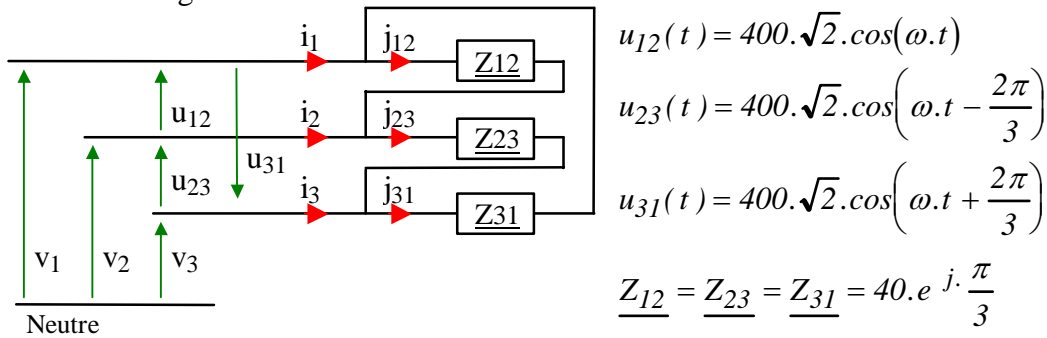 i1 j12 Z12
u12
i2 j23 Z23
u23 u31
i3 j31 Z31
v1 v2 v3
Neutre
u12( t ) = 400.√2.cos(ω.t)
u23( t ) = 400.√2.cos(ω.t − 2π/3)
u31( t ) = 400.√2.cos(ω.t + 2π/3)
Z12 = Z23 = Z31 = 40.e^j.π/3